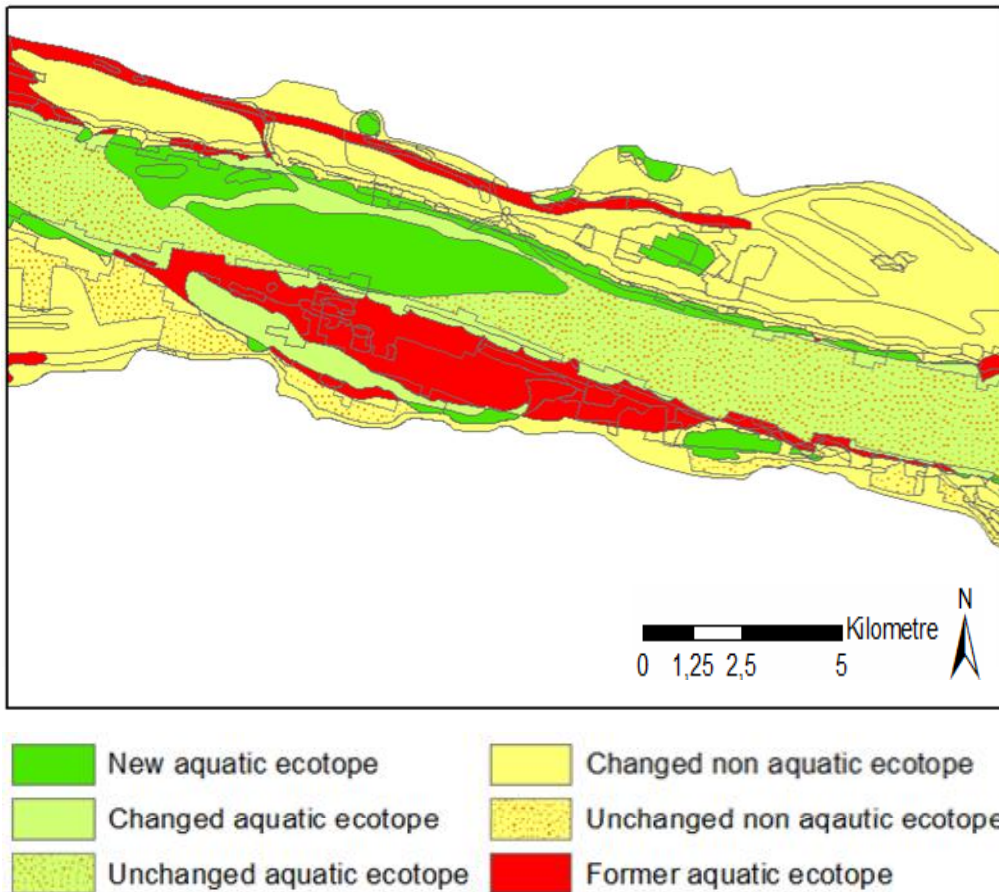 N
Kilometre
0 1,25 2,5 5
New aquatic ecotope
Changed non aquatic ecotope
Changed aquatic ecotope
Unchanged non aqautic ecotope
Unchanged aquatic ecotope
Former aquatic ecotope